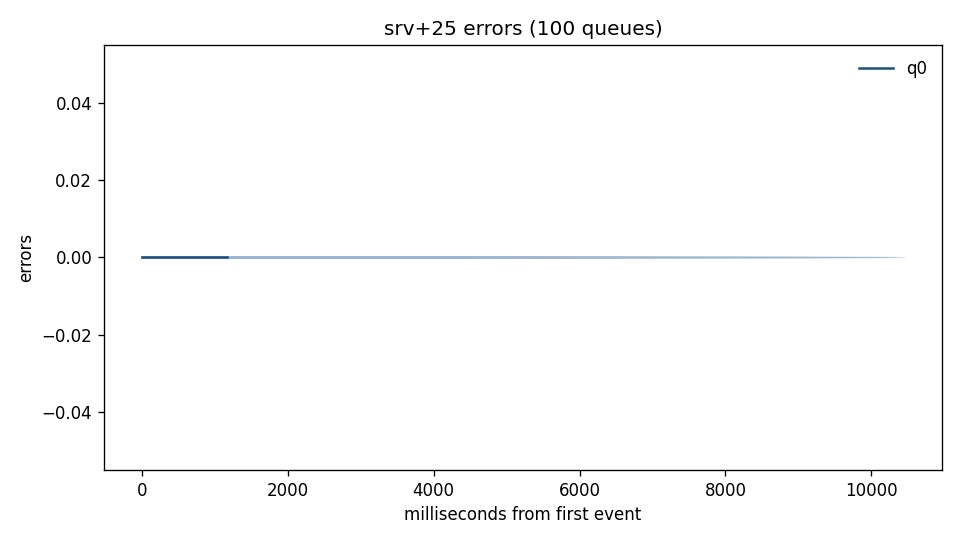 srv+25 errors (100 queues)
q0
0.04
0.02
0.00
−0.02
−0.04
errors
0 2000 4000 6000 8000 10000
milliseconds from first event